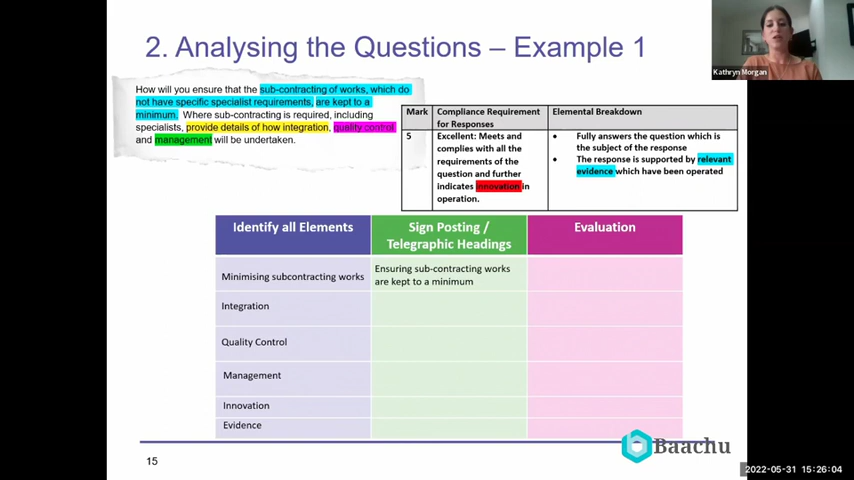 2. Analysing the Questions – Example 1
Kathryn Morgan
How will you ensure that the sub-contracting of works, which do
not have specific specialist requirements, are kept to a
minimum. Where sub-contracting is required, including
specialists, provide details of how integration, quality control
and management will be undertaken.
Mark
Compliance Requirement
for Responses
Elemental Breakdown
5
Excellent: Meets and
complies with all the
requirements of the
question and further
indicates innovation in
operation.
• Fully answers the question which is
the subject of the response
• The response is supported by relevant
evidence which have been operated
Identify all Elements
Sign Posting /
Telegraphic Headings
Evaluation
Minimising subcontracting works
Ensuring sub-contracting works
are kept to a minimum
Integration
Quality Control
Management
Innovation
Evidence
15
Baachu
2022-05-31 15:26:04